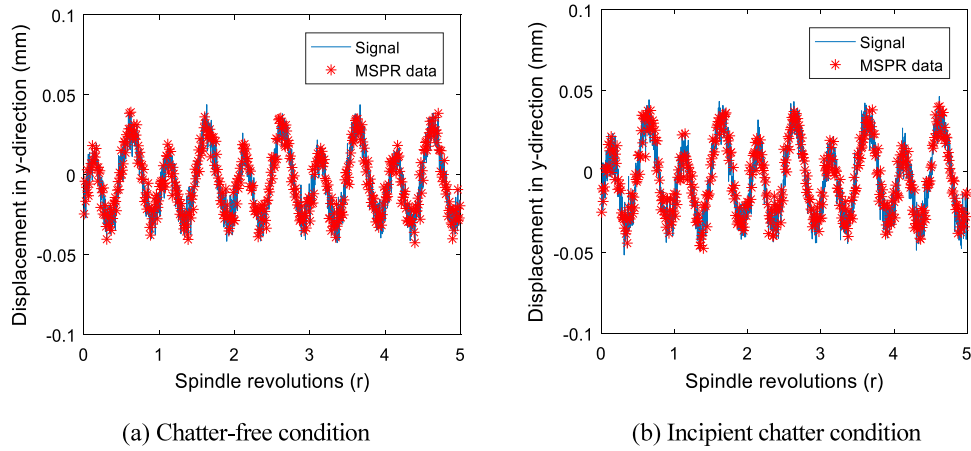 0.1
0.05
0
-0.05
-0.1
Displacement in y-direction (mm)
Signal
MSPR data
0 1 2 3 4 5
Spindle revolutions (r)
(a) Chatter-free condition
0.1
0.05
0
-0.05
-0.1
Displacement in y-direction (mm)
Signal
MSPR data
0 1 2 3 4 5
Spindle revolutions (r)
(b) Incipient chatter condition